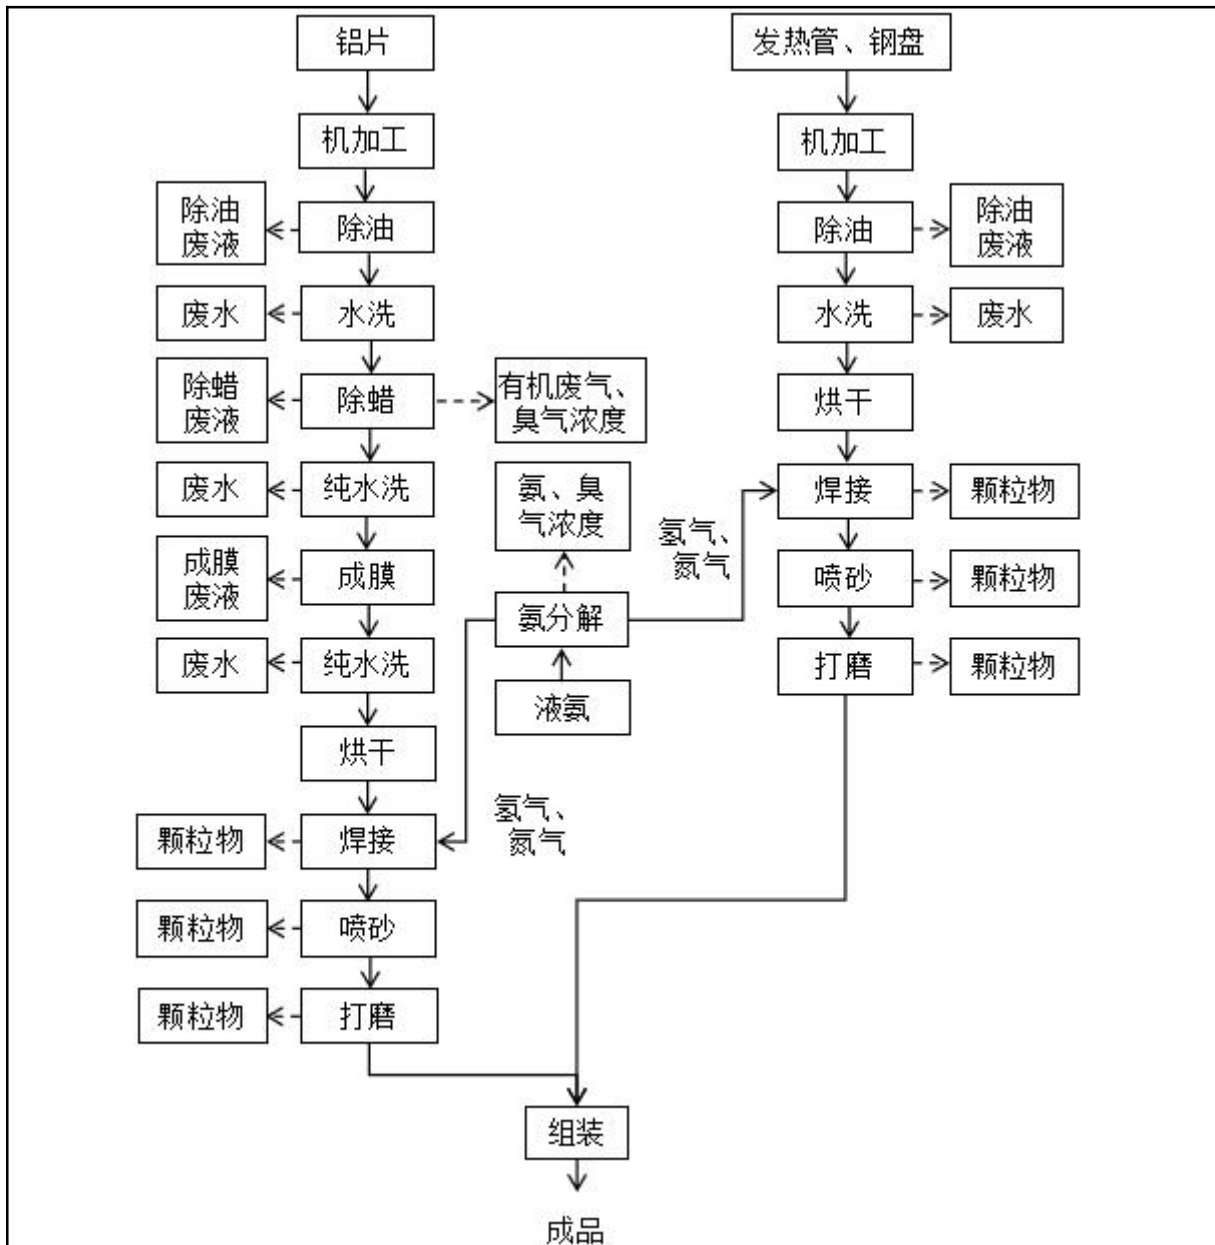 铝片
发热管、钢盘
机加工
机加工
除油
废液
除油
除油
除油
废液
废水
水洗
水洗
废水
除蜡
废液
除蜡
有机废气、
臭气浓度
烘干
废水
纯水洗
氨、臭
气浓度
氢气、
氮气
焊接
颗粒物
成膜
废液
成膜
氨分解
喷砂
颗粒物
废水
纯水洗
液氨
打磨
颗粒物
烘干
颗粒物
焊接
氢气、
氮气
颗粒物
喷砂
颗粒物
打磨
组装
成品